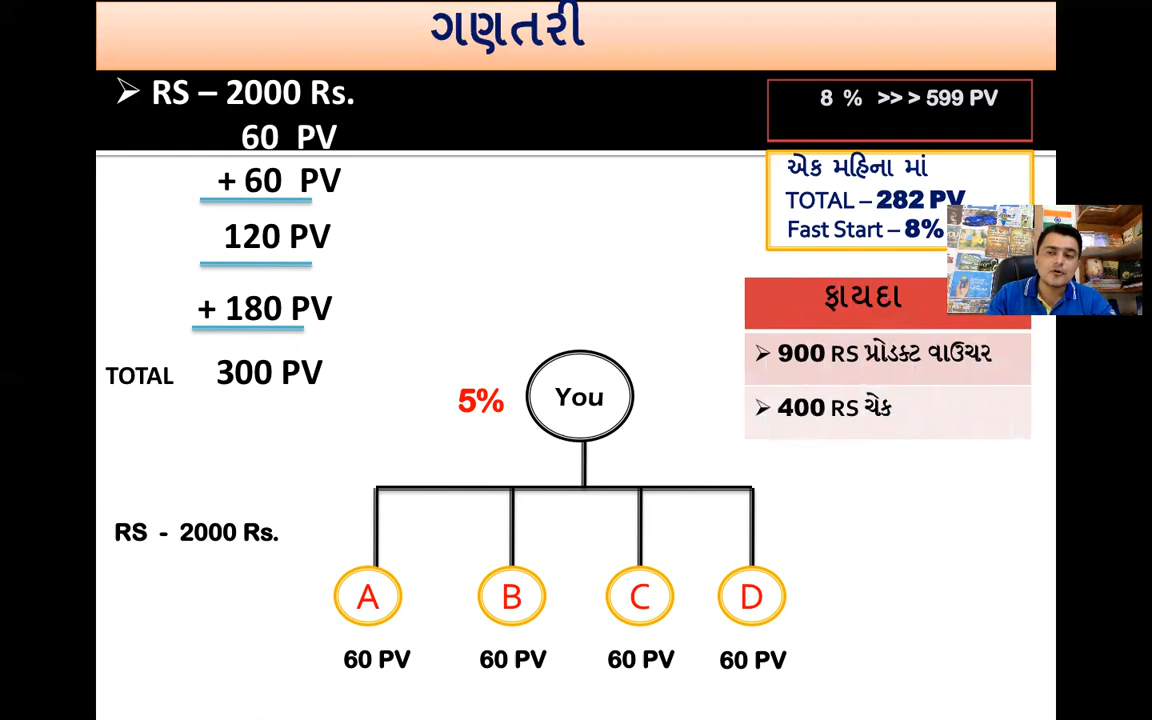 ગણતરી
➢ RS – 2000 Rs.
60 PV
+ 60 PV
120 PV
+ 180 PV
TOTAL 300 PV
8 % >> > 599 PV
એક મહિના માં
TOTAL – 282 PV
Fast Start – 8%
ફાયદા
➢ 900 RS પ્રોડક્ટ વાઉચર
➢ 400 RS ચેક
5% You
RS - 2000 Rs.
A B C D
60 PV 60 PV 60 PV 60 PV